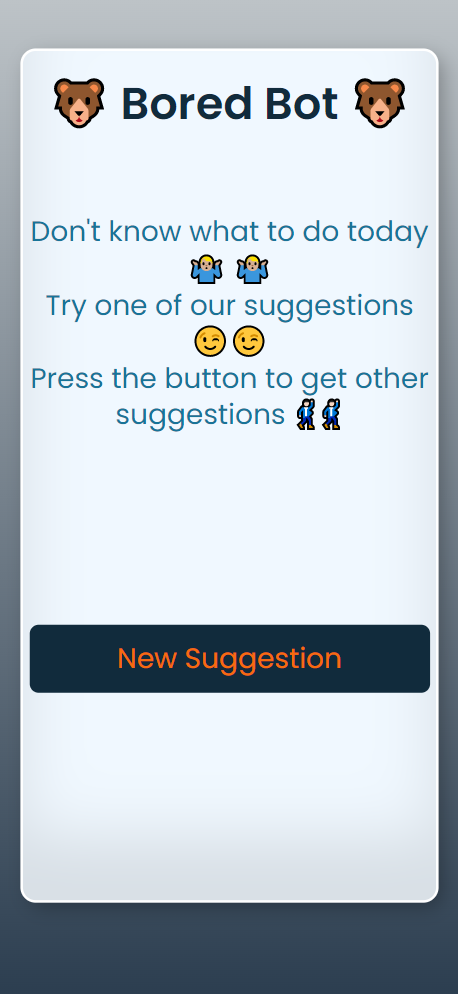 🐻 Bored Bot 🐻
Don't know what to do today
🤷🏼‍♂️ 🤷🏼‍♂️
Try one of our suggestions
😉😉
Press the button to get other
suggestions 🕺🏻🕺🏻
New Suggestion